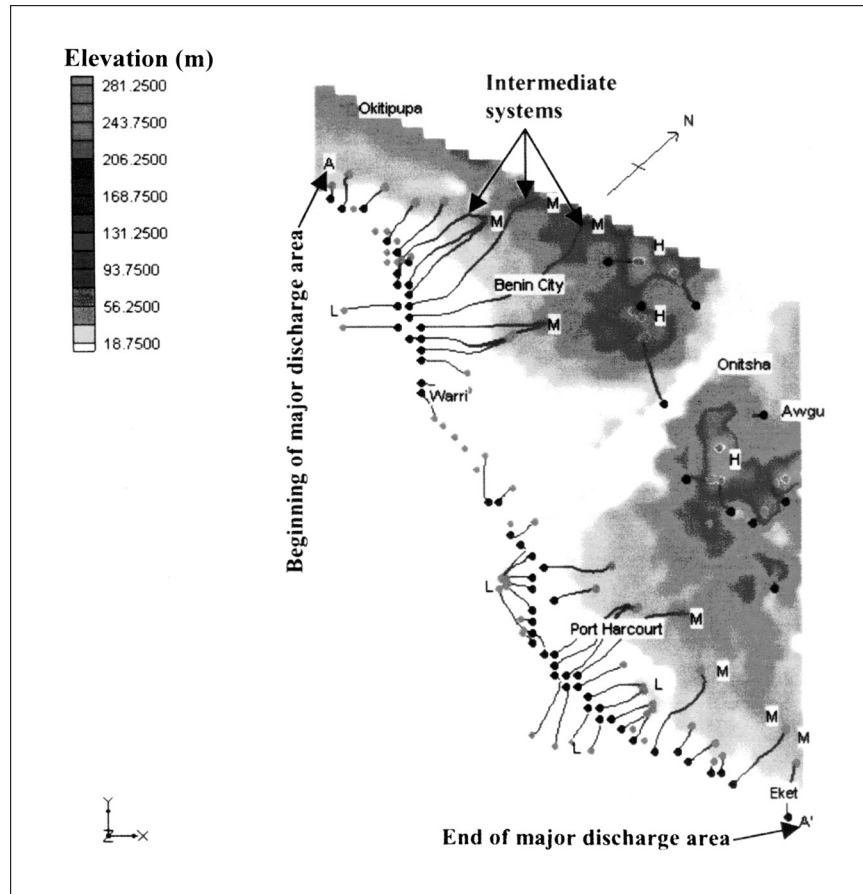 Elevation (m)
281.2500
243.7500
206.2500
168.7500
131.2500
93.7500
56.2500
18.7500
Intermediate
systems
Okitipupa
N
A
M
M
M
H
Benin City
L
H
M
Onitsha
Warri
Awgu
H
Beginning of major discharge area
L
Port Harcourt
M
M
L
M
M
L
Eket
A'
End of major discharge area
Y
Z
X